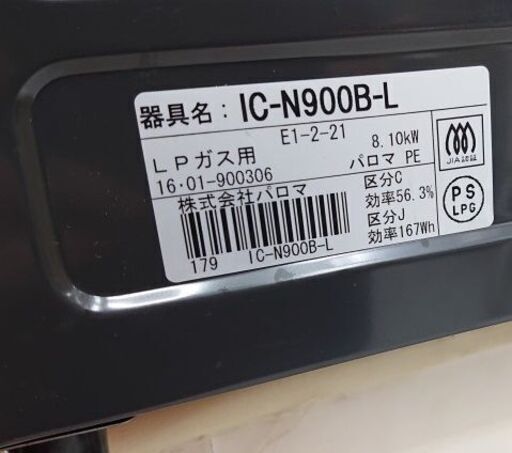 器具名：IC-N900B-L
E1-2-21 8.10kW
LPガス用 パロマ PE
16・01-900306 区分C
株式会社パロマ 効率56.3%
区分J
効率167Wh
179 IC-N900B-L
JIA認証
PS
LPG